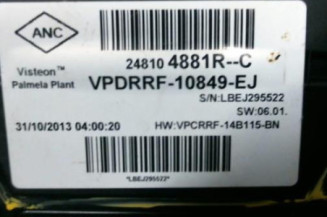 ANC
24810 4881R--C
Visteon™
Palmela Plant
VPDRRF-10849-EJ
S/N:LBEJ295522
SW:06.01.
31/10/2013 04:00:20 HW:VPCRRF-14B115-BN
*LBEJ295522*